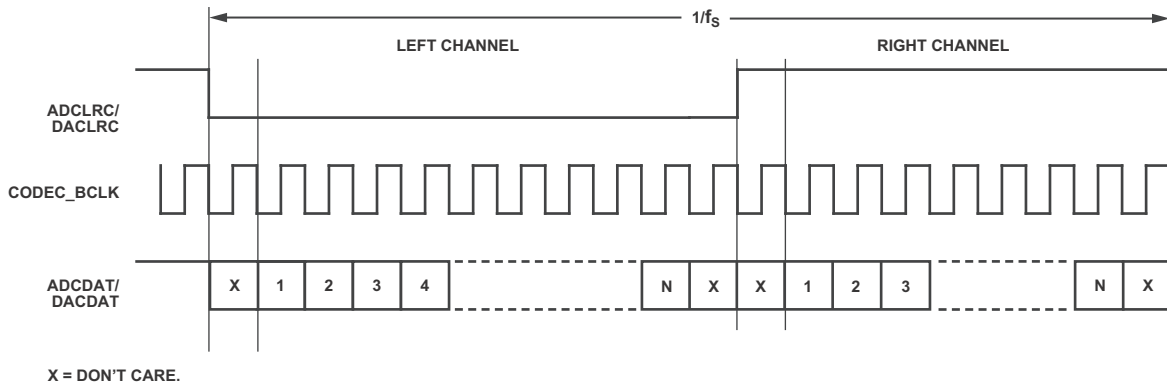 1/fS
LEFT CHANNEL RIGHT CHANNEL
ADCLRC/
DACLRC
CODEC_BCLK
ADCDAT/
DACDAT
X 1 2 3 4 N X X 1 2 3 N X
X = DON'T CARE.